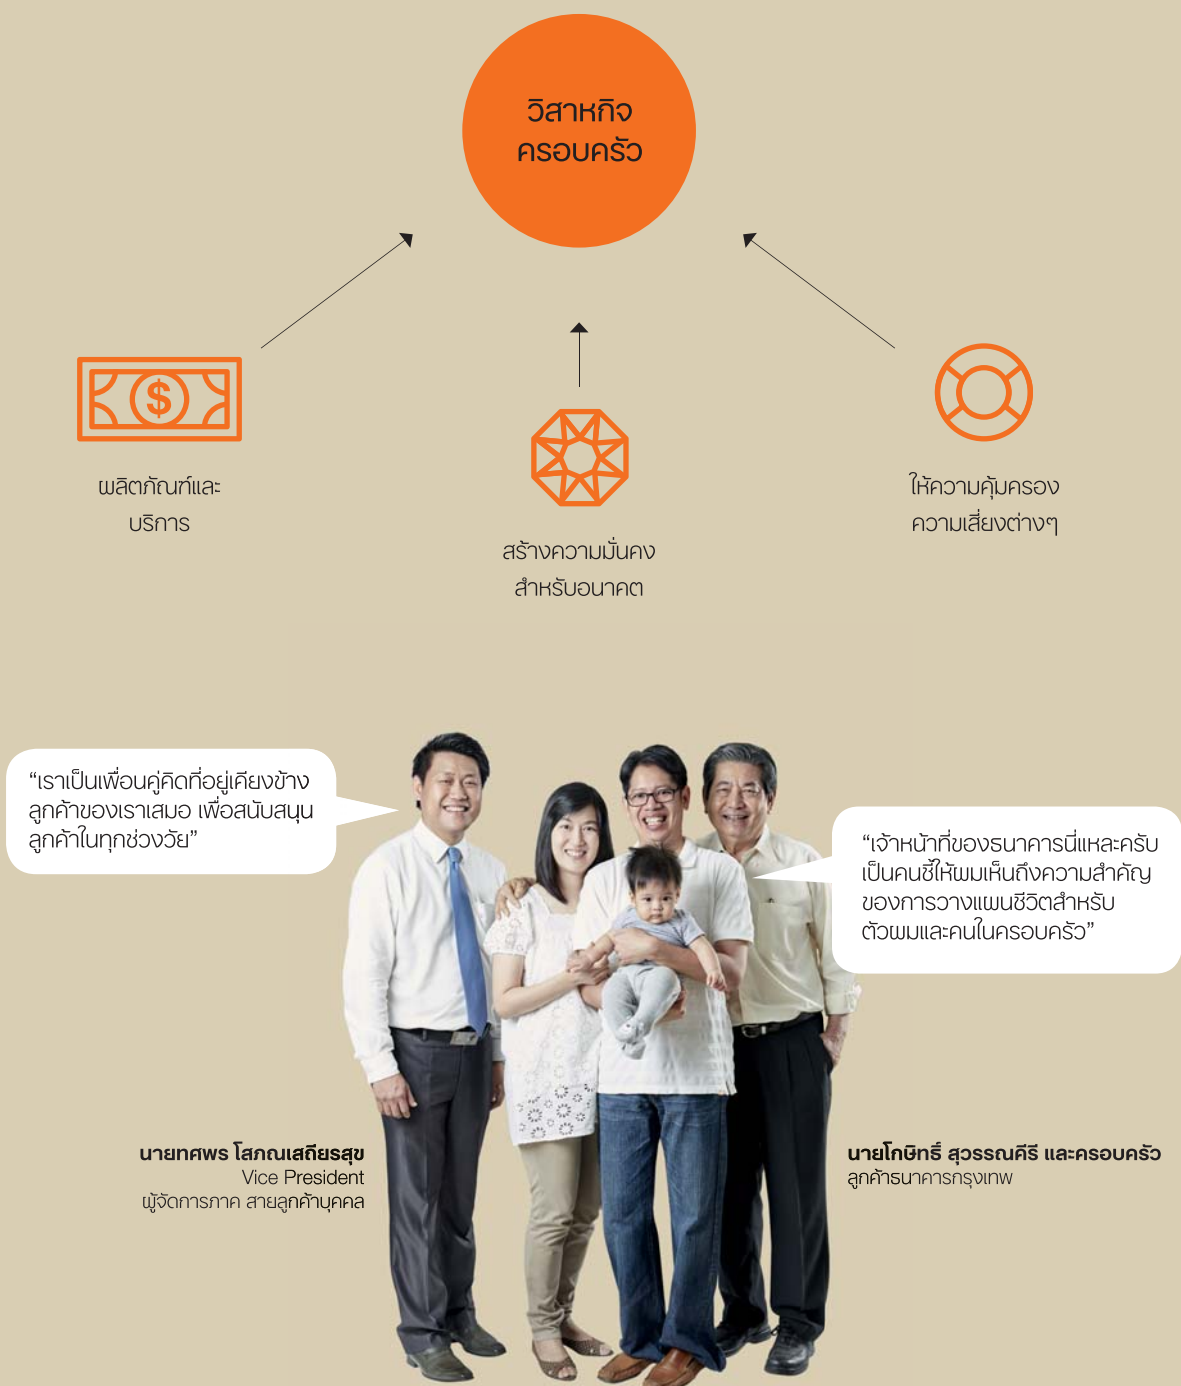 วิสาหกิจ
ครอบครัว
$
ผลิตภัณฑ์และ
บริการ
สร้างความมั่นคง
สำหรับอนาคต
ให้ความคุ้มครอง
ความเสี่ยงต่างๆ
“เราเป็นเพื่อนคู่คิดที่อยู่เคียงข้าง
ลูกค้าของเราเสมอ เพื่อสนับสนุน
ลูกค้าในทุกช่วงวัย”
“เจ้าหน้าที่ของธนาคารนี่แหละครับ
เป็นคนชี้ให้ผมเห็นถึงความสำคัญ
ของการวางแผนชีวิตสำหรับ
ตัวผมและคนในครอบครัว”
นายทศพร โสภณเสถียรสุข
Vice President
ผู้จัดการภาค สายลูกค้าบุคคล
นายโกษิทธิ์ สุวรรณคีรี และครอบครัว
ลูกค้าธนาคารกรุงเทพ